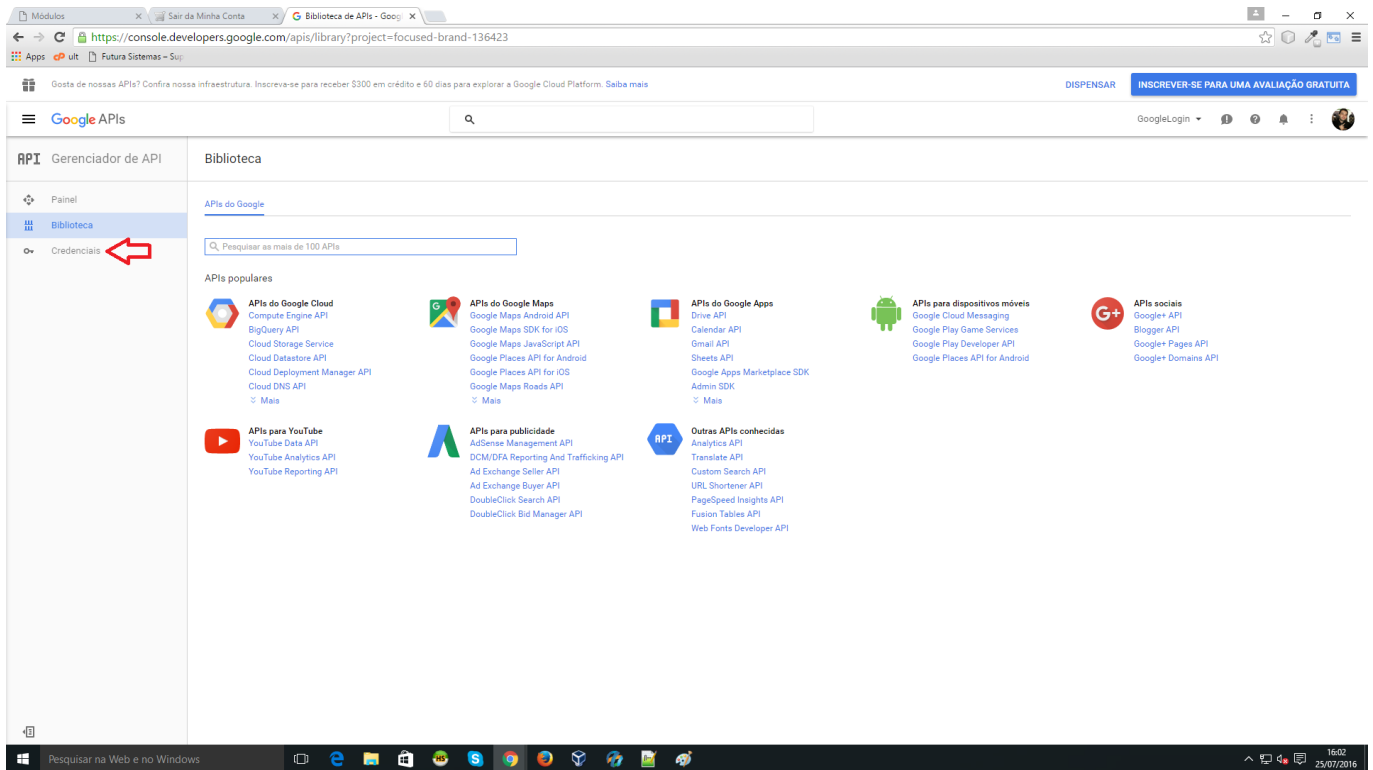 Módulos
Sair da Minha Conta
Biblioteca de APIs - Goog
https://console.developers.google.com/apis/library?project=focused-brand-136423
Apps
ult
Futura Sistemas – Sup
Gosta de nossas APIs? Confira nossa infraestrutura. Inscreva-se para receber $300 em crédito e 60 dias para explorar a Google Cloud Platform. Saiba mais
DISPENSAR
INSCREVER-SE PARA UMA AVALIAÇÃO GRATUITA
Google APIs
GoogleLogin
API Gerenciador de API
Biblioteca
Painel
Biblioteca
Credenciais
APIs do Google
Pesquisar as mais de 100 APIs
APIs populares
APIs do Google Cloud
Compute Engine API
BigQuery API
Cloud Storage Service
Cloud Datastore API
Cloud Deployment Manager API
Cloud DNS API
Mais
APIs do Google Maps
Google Maps Android API
Google Maps SDK for iOS
Google Maps JavaScript API
Google Places API for Android
Google Places API for iOS
Google Maps Roads API
Mais
APIs do Google Apps
Drive API
Calendar API
Gmail API
Sheets API
Google Apps Marketplace SDK
Admin SDK
Mais
APIs para dispositivos móveis
Google Cloud Messaging
Google Play Game Services
Google Play Developer API
Google Places API for Android
G+
APIs sociais
Google+ API
Blogger API
Google+ Pages API
Google+ Domains API
APIs para YouTube
YouTube Data API
YouTube Analytics API
YouTube Reporting API
APIs para publicidade
AdSense Management API
DCM/DFA Reporting And Trafficking API
Ad Exchange Seller API
Ad Exchange Buyer API
DoubleClick Search API
DoubleClick Bid Manager API
API
Outras APIs conhecidas
Analytics API
Translate API
Custom Search API
URL Shortener API
PageSpeed Insights API
Fusion Tables API
Web Fonts Developer API
Pesquisar na Web e no Windows
16:02
25/07/2016